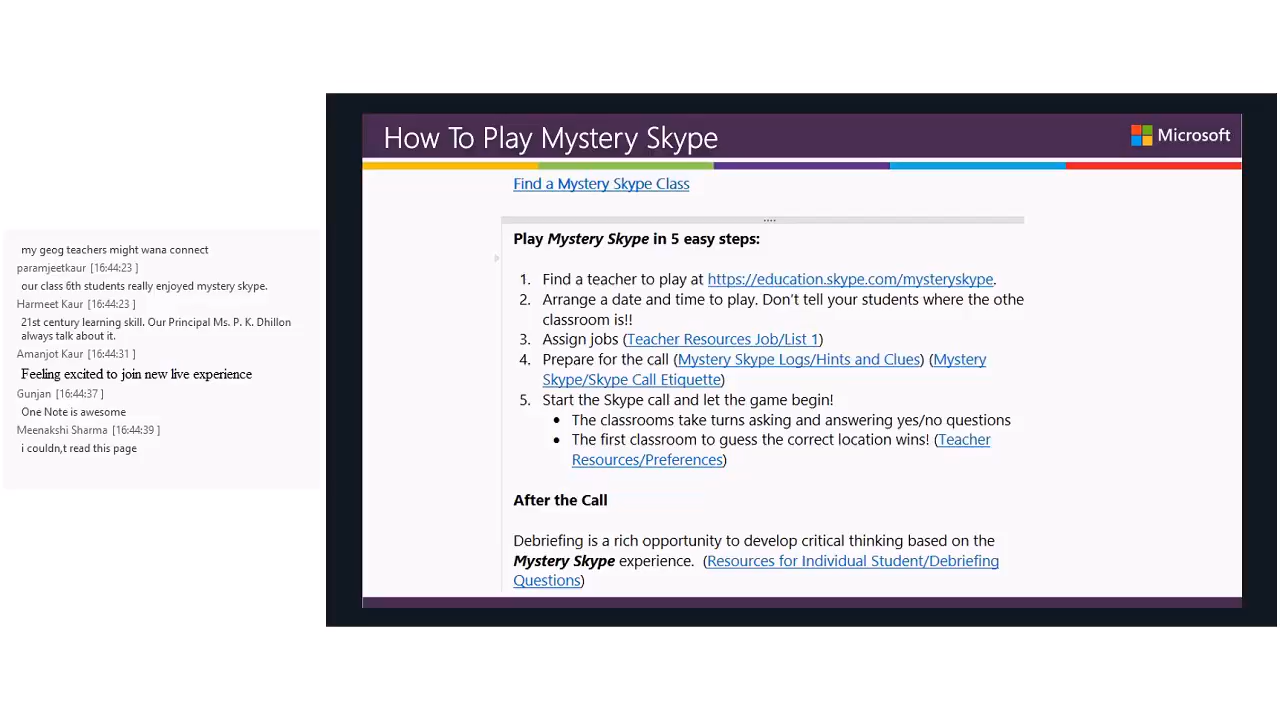 my geog teachers might wana connect
paramjeetkaur [16:44:23 ]
our class 6th students really enjoyed mystery skype.
Harmeet Kaur [16:44:23 ]
21st century learning skill. Our Principal Ms. P. K. Dhillon
always talk about it.
Amanjot Kaur [16:44:31 ]
Feeling excited to join new live experience
Gunjan [16:44:37 ]
One Note is awesome
Meenakshi Sharma [16:44:39 ]
i couldn,t read this page
How To Play Mystery Skype
Microsoft
Find a Mystery Skype Class
Play Mystery Skype in 5 easy steps:
1. Find a teacher to play at https://education.skype.com/mysteryskype.
2. Arrange a date and time to play. Don't tell your students where the othe
classroom is!!
3. Assign jobs (Teacher Resources Job/List 1)
4. Prepare for the call (Mystery Skype Logs/Hints and Clues) (Mystery
Skype/Skype Call Etiquette)
5. Start the Skype call and let the game begin!
• The classrooms take turns asking and answering yes/no questions
• The first classroom to guess the correct location wins! (Teacher
Resources/Preferences)
After the Call
Debriefing is a rich opportunity to develop critical thinking based on the
Mystery Skype experience. (Resources for Individual Student/Debriefing
Questions)